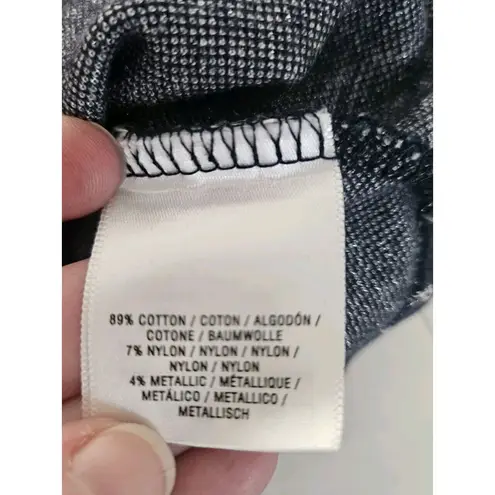 89% COTTON / COTON / ALGODÓN /
COTONE / BAUMWOLLE
7% NYLON / NYLON / NYLON /
NYLON / NYLON
4% METALLIC / MÉTALLIQUE /
METÁLICO / METALLICO /
METALLISCH